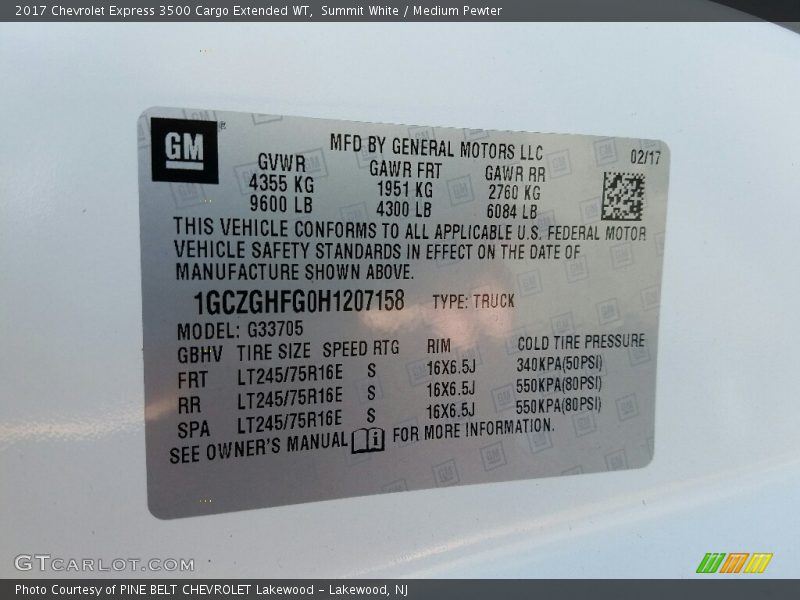 2017 Chevrolet Express 3500 Cargo Extended WT, Summit White / Medium Pewter
GM®
MFD BY GENERAL MOTORS LLC
02/17
GVWR GAWR FRT GAWR RR
4355 KG 1951 KG 2760 KG
9600 LB 4300 LB 6084 LB
THIS VEHICLE CONFORMS TO ALL APPLICABLE U.S. FEDERAL MOTOR
VEHICLE SAFETY STANDARDS IN EFFECT ON THE DATE OF
MANUFACTURE SHOWN ABOVE.
1GCZGHFG0H1207158 TYPE: TRUCK
MODEL: G33705
GBHV TIRE SIZE SPEED RTG RIM COLD TIRE PRESSURE
FRT LT245/75R16E S 16X6.5J 340KPA(50PSI)
RR LT245/75R16E S 16X6.5J 550KPA(80PSI)
SPA LT245/75R16E S 16X6.5J 550KPA(80PSI)
SEE OWNER'S MANUAL FOR MORE INFORMATION.
GTCARLOT.COM
Photo Courtesy of PINE BELT CHEVROLET Lakewood - Lakewood, NJ